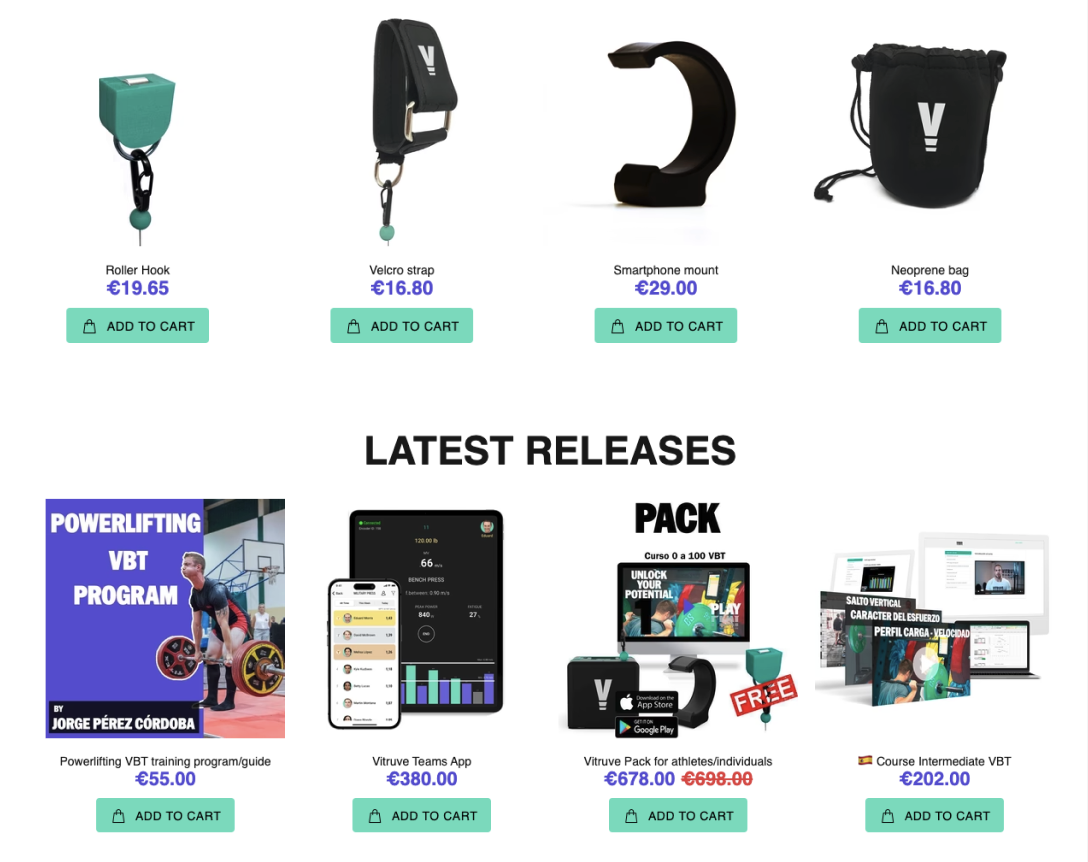 Roller Hook
€19.65
ADD TO CART
Velcro strap
€16.80
ADD TO CART
Smartphone mount
€29.00
ADD TO CART
Neoprene bag
€16.80
ADD TO CART
LATEST RELEASES
POWERLIFTING
VBT
PROGRAM
BY
JORGE PÉREZ CÓRDOBA
Powerlifting VBT training program/guide
€55.00
ADD TO CART
120.00 lb
66
BENCH PRESS
840
27
Vitruve Teams App
€380.00
ADD TO CART
PACK
Curso 0 a 100 VBT
UNLOCK
YOUR
POTENTIAL
PLAY
V
Download on the
App Store
GET IT ON
Google Play
FREE
Vitruve Pack for athletes/individuals
€678.00 €698.00
ADD TO CART
SALTO VERTICAL
CARACTER DEL ESFUERZO
PERFIL CARGA - VELOCIDAD
🇪🇸 Course Intermediate VBT
€202.00
ADD TO CART